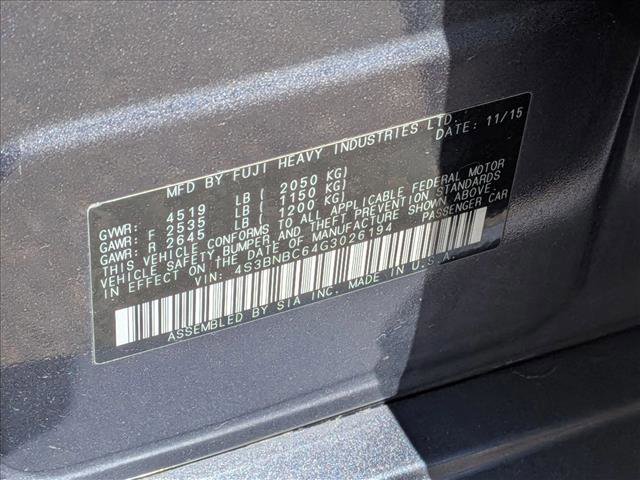 MFD BY FUJI HEAVY INDUSTRIES LTD.
DATE: 11/15
GVWR: 4519 LB ( 2050 KG)
GAWR: F 2535 LB ( 1150 KG)
GAWR: R 2645 LB ( 1200 KG)
THIS VEHICLE CONFORMS TO ALL APPLICABLE FEDERAL MOTOR
VEHICLE SAFETY, BUMPER, AND THEFT PREVENTION STANDARDS
IN EFFECT ON THE DATE OF MANUFACTURE SHOWN ABOVE.
VIN: 4S3BNBC64G3026194 PASSENGER CAR
ASSEMBLED BY SIA INC. MADE IN U.S.A.